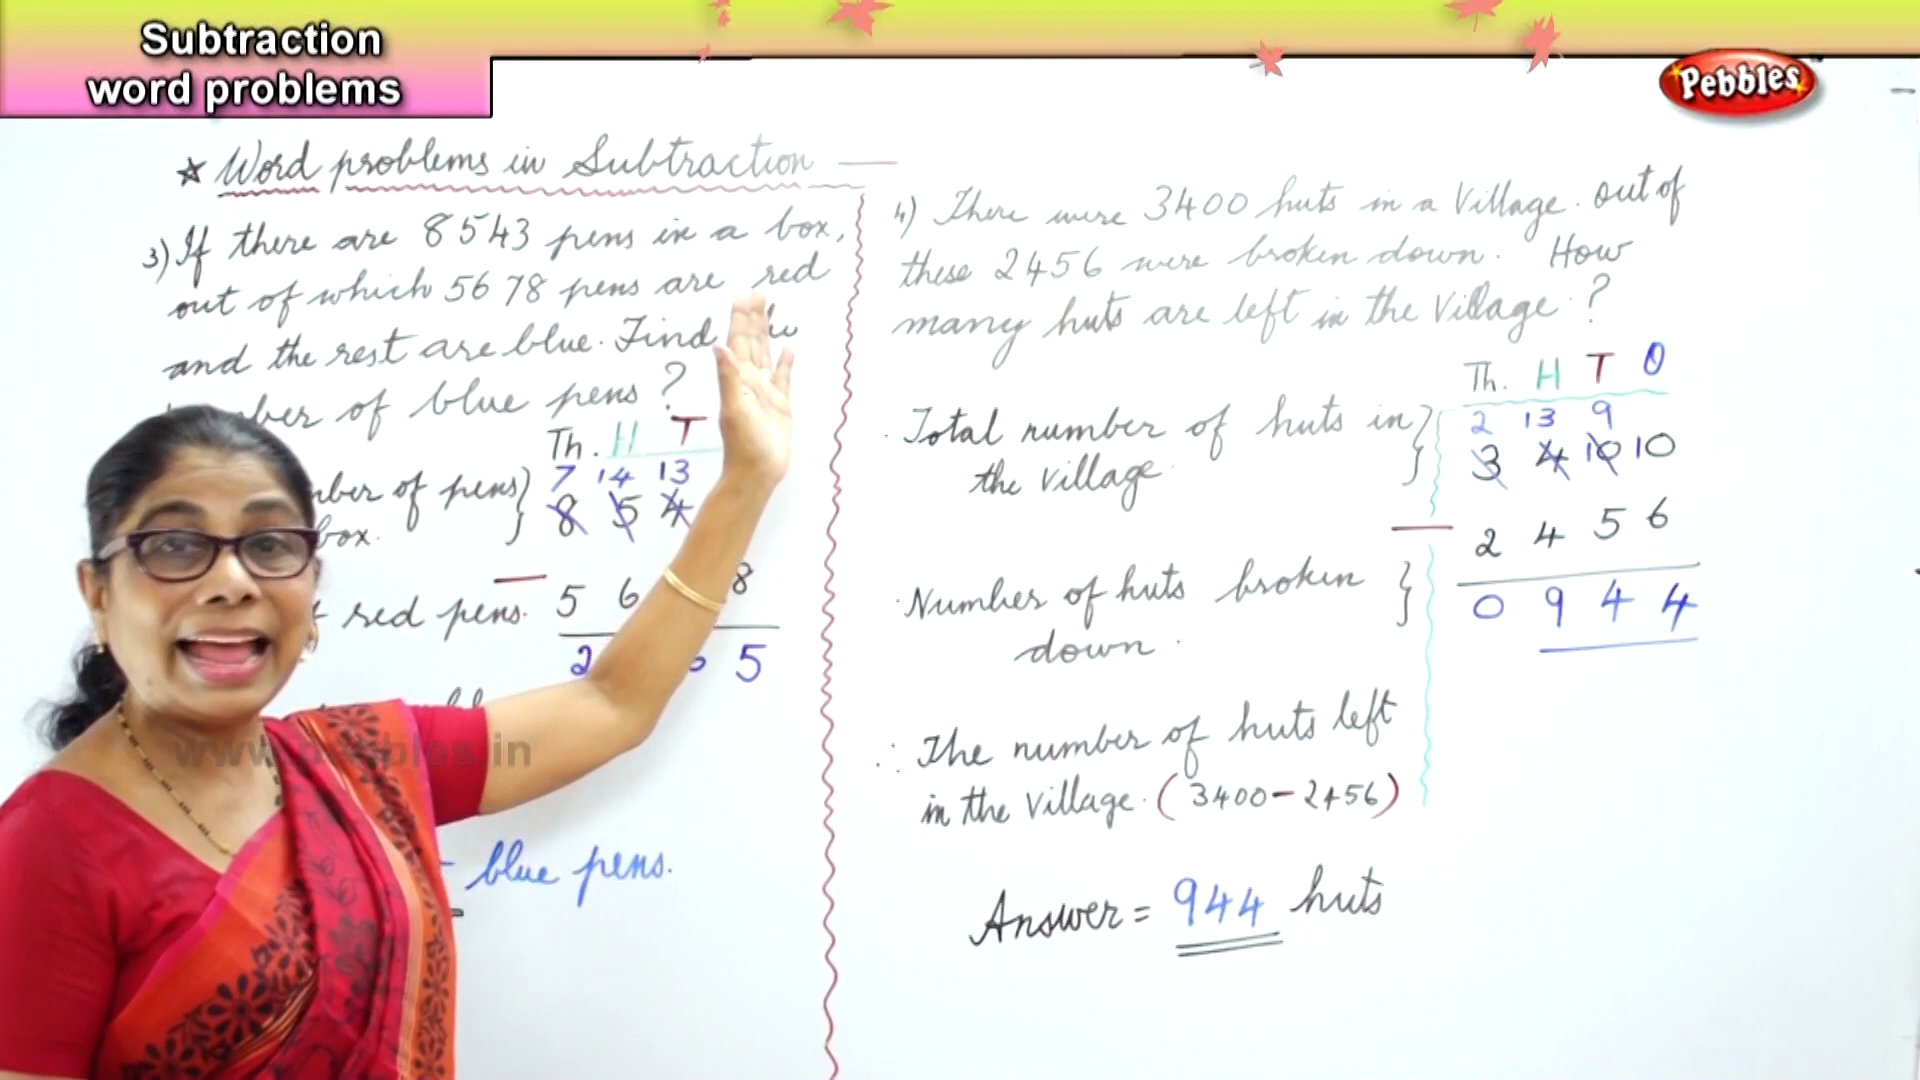 Subtraction
word problems
Pebbles
★ Word problems in Subtraction —
3) If there are 8543 pens in a box,
out of which 5678 pens are red
and the rest are blue. Find
of blue pens ?
Th. H T
of pens } 7 14 13
box. 8 5 4
— 5 6 8
red pens.
2 5
www.pebbles.in
blue pens.
4) There were 3400 huts in a Village. Out of
these 2456 were broken down. How
many huts are left in the Village. ?
Th. H T O
2 13 9
Total number of huts in } 3 4 10 10
the village
— 2 4 5 6
Number of huts broken }
down.
0 9 4 4
∴ The number of huts left
in the Village. (3400 - 2456)
Answer = 944 huts